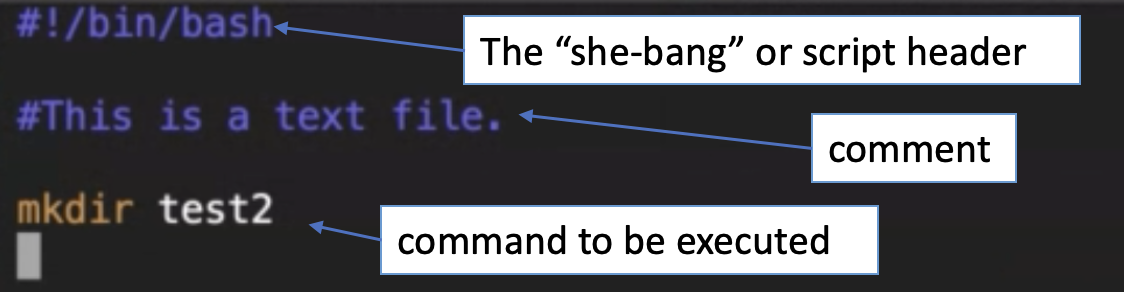 #!/bin/bash
The “she-bang” or script header
#This is a text file.
comment
mkdir test2
command to be executed